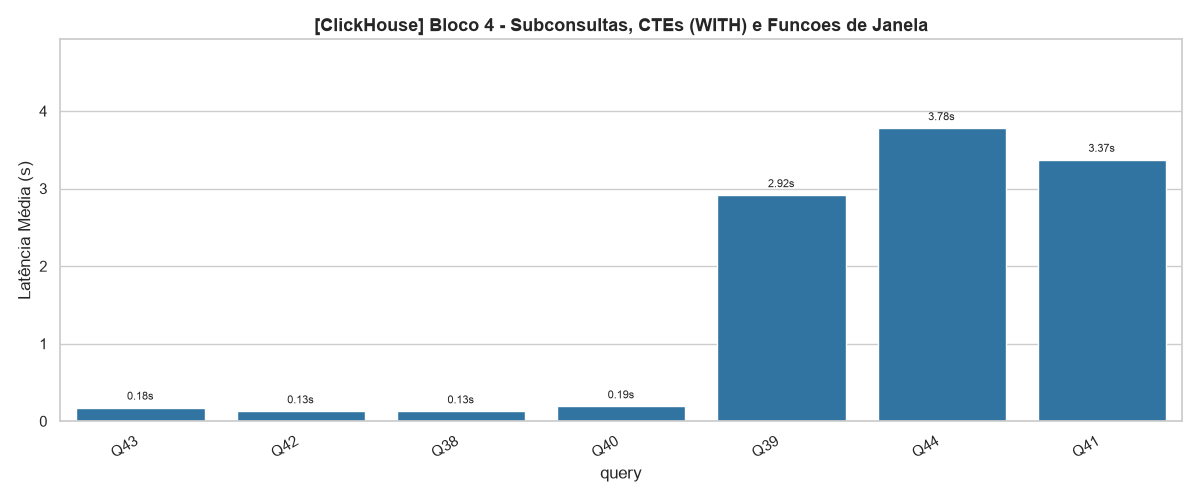 [ClickHouse] Bloco 4 - Subconsultas, CTEs (WITH) e Funcoes de Janela
Latência Média (s)
4
3
2
1
0
0.18s
0.13s
0.13s
0.19s
2.92s
3.78s
3.37s
Q43
Q42
Q38
Q40
Q39
Q44
Q41
query